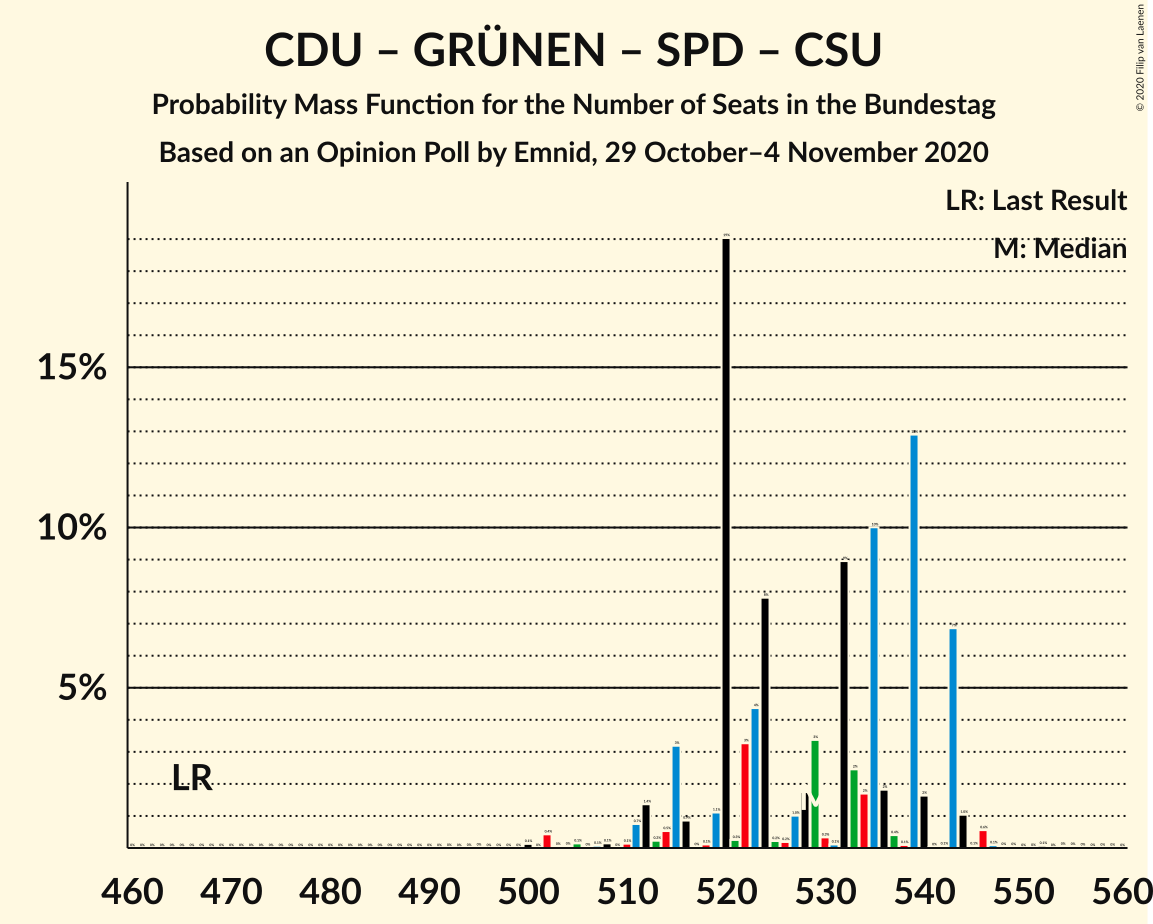 CDU – GRÜNEN – SPD – CSU
Probability Mass Function for the Number of Seats in the Bundestag
Based on an Opinion Poll by Emnid, 29 October–4 November 2020
© 2020 Filip van Laenen
LR: Last Result
M: Median
15%
10%
5%
LR
M
460 470 480 490 500 510 520 530 540 550 560